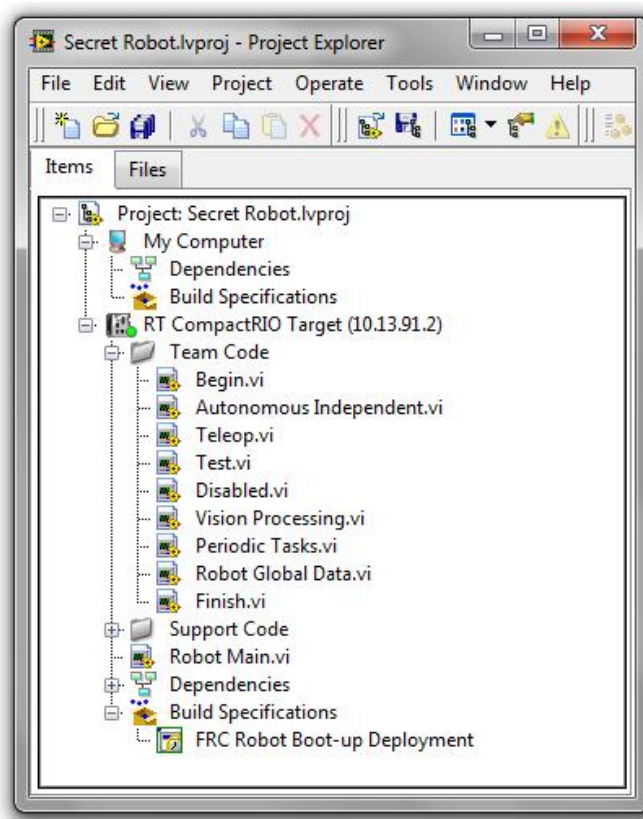 Secret Robot.lvproj - Project Explorer
File Edit View Project Operate Tools Window Help
Items Files
Project: Secret Robot.lvproj
My Computer
Dependencies
Build Specifications
RT CompactRIO Target (10.13.91.2)
Team Code
Begin.vi
Autonomous Independent.vi
Teleop.vi
Test.vi
Disabled.vi
Vision Processing.vi
Periodic Tasks.vi
Robot Global Data.vi
Finish.vi
Support Code
Robot Main.vi
Dependencies
Build Specifications
FRC Robot Boot-up Deployment